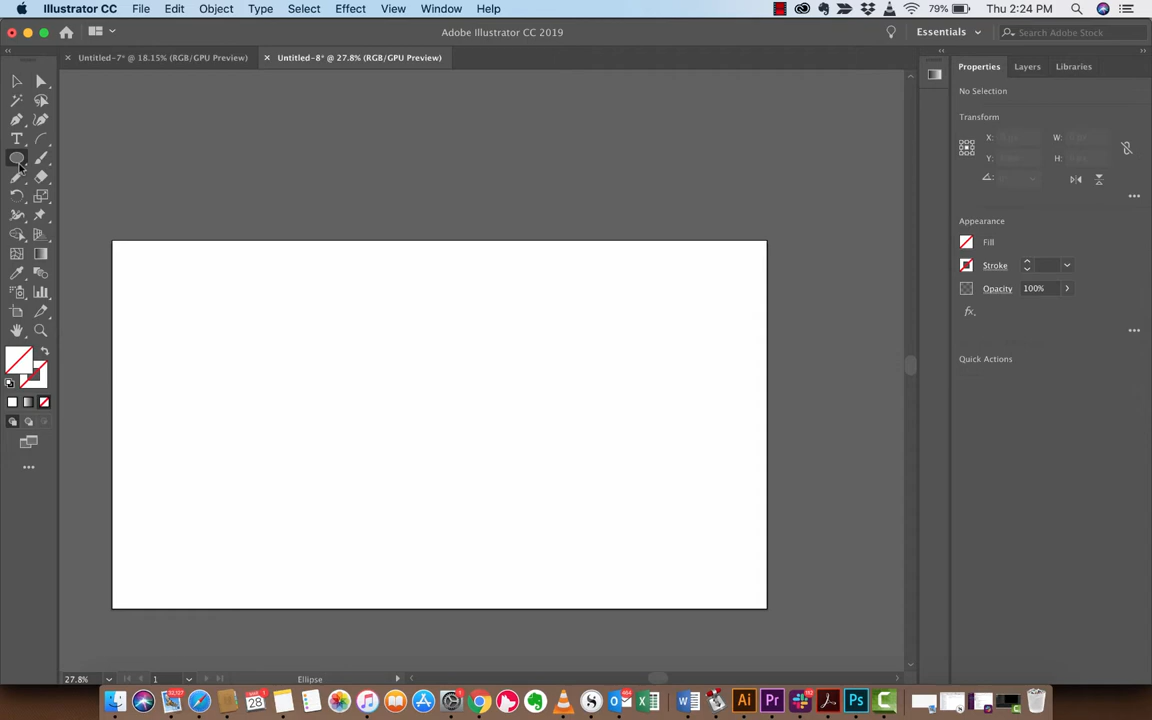 Illustrator CC File Edit Object Type Select Effect View Window Help 79% Thu 2:24 PM
Adobe Illustrator CC 2019 Essentials Search Adobe Stock
Untitled-7* @ 18.15% (RGB/GPU Preview) Untitled-8* @ 27.8% (RGB/GPU Preview)
Properties Layers Libraries
No Selection
Transform
X: W:
Y: H:
Appearance
Fill
Stroke
Opacity 100%
fx.
Quick Actions
27.8% 1 Ellipse